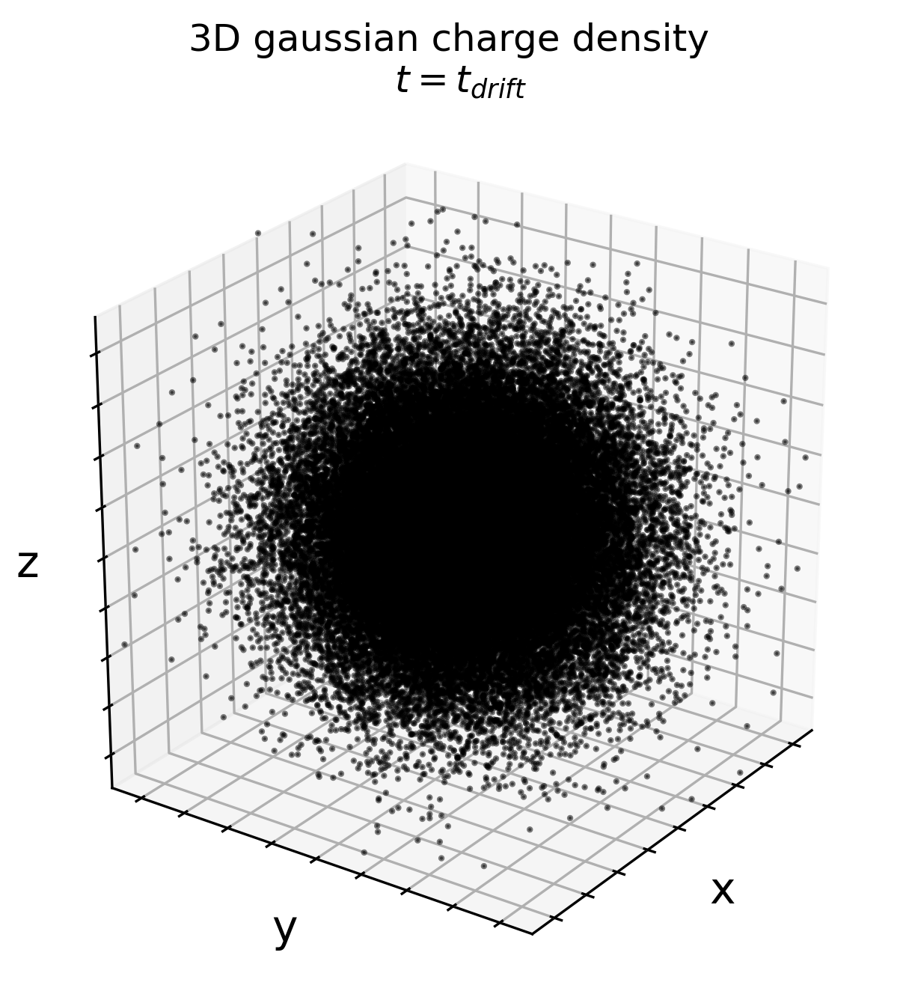 3D gaussian charge density
t = t_drift
z
y
x